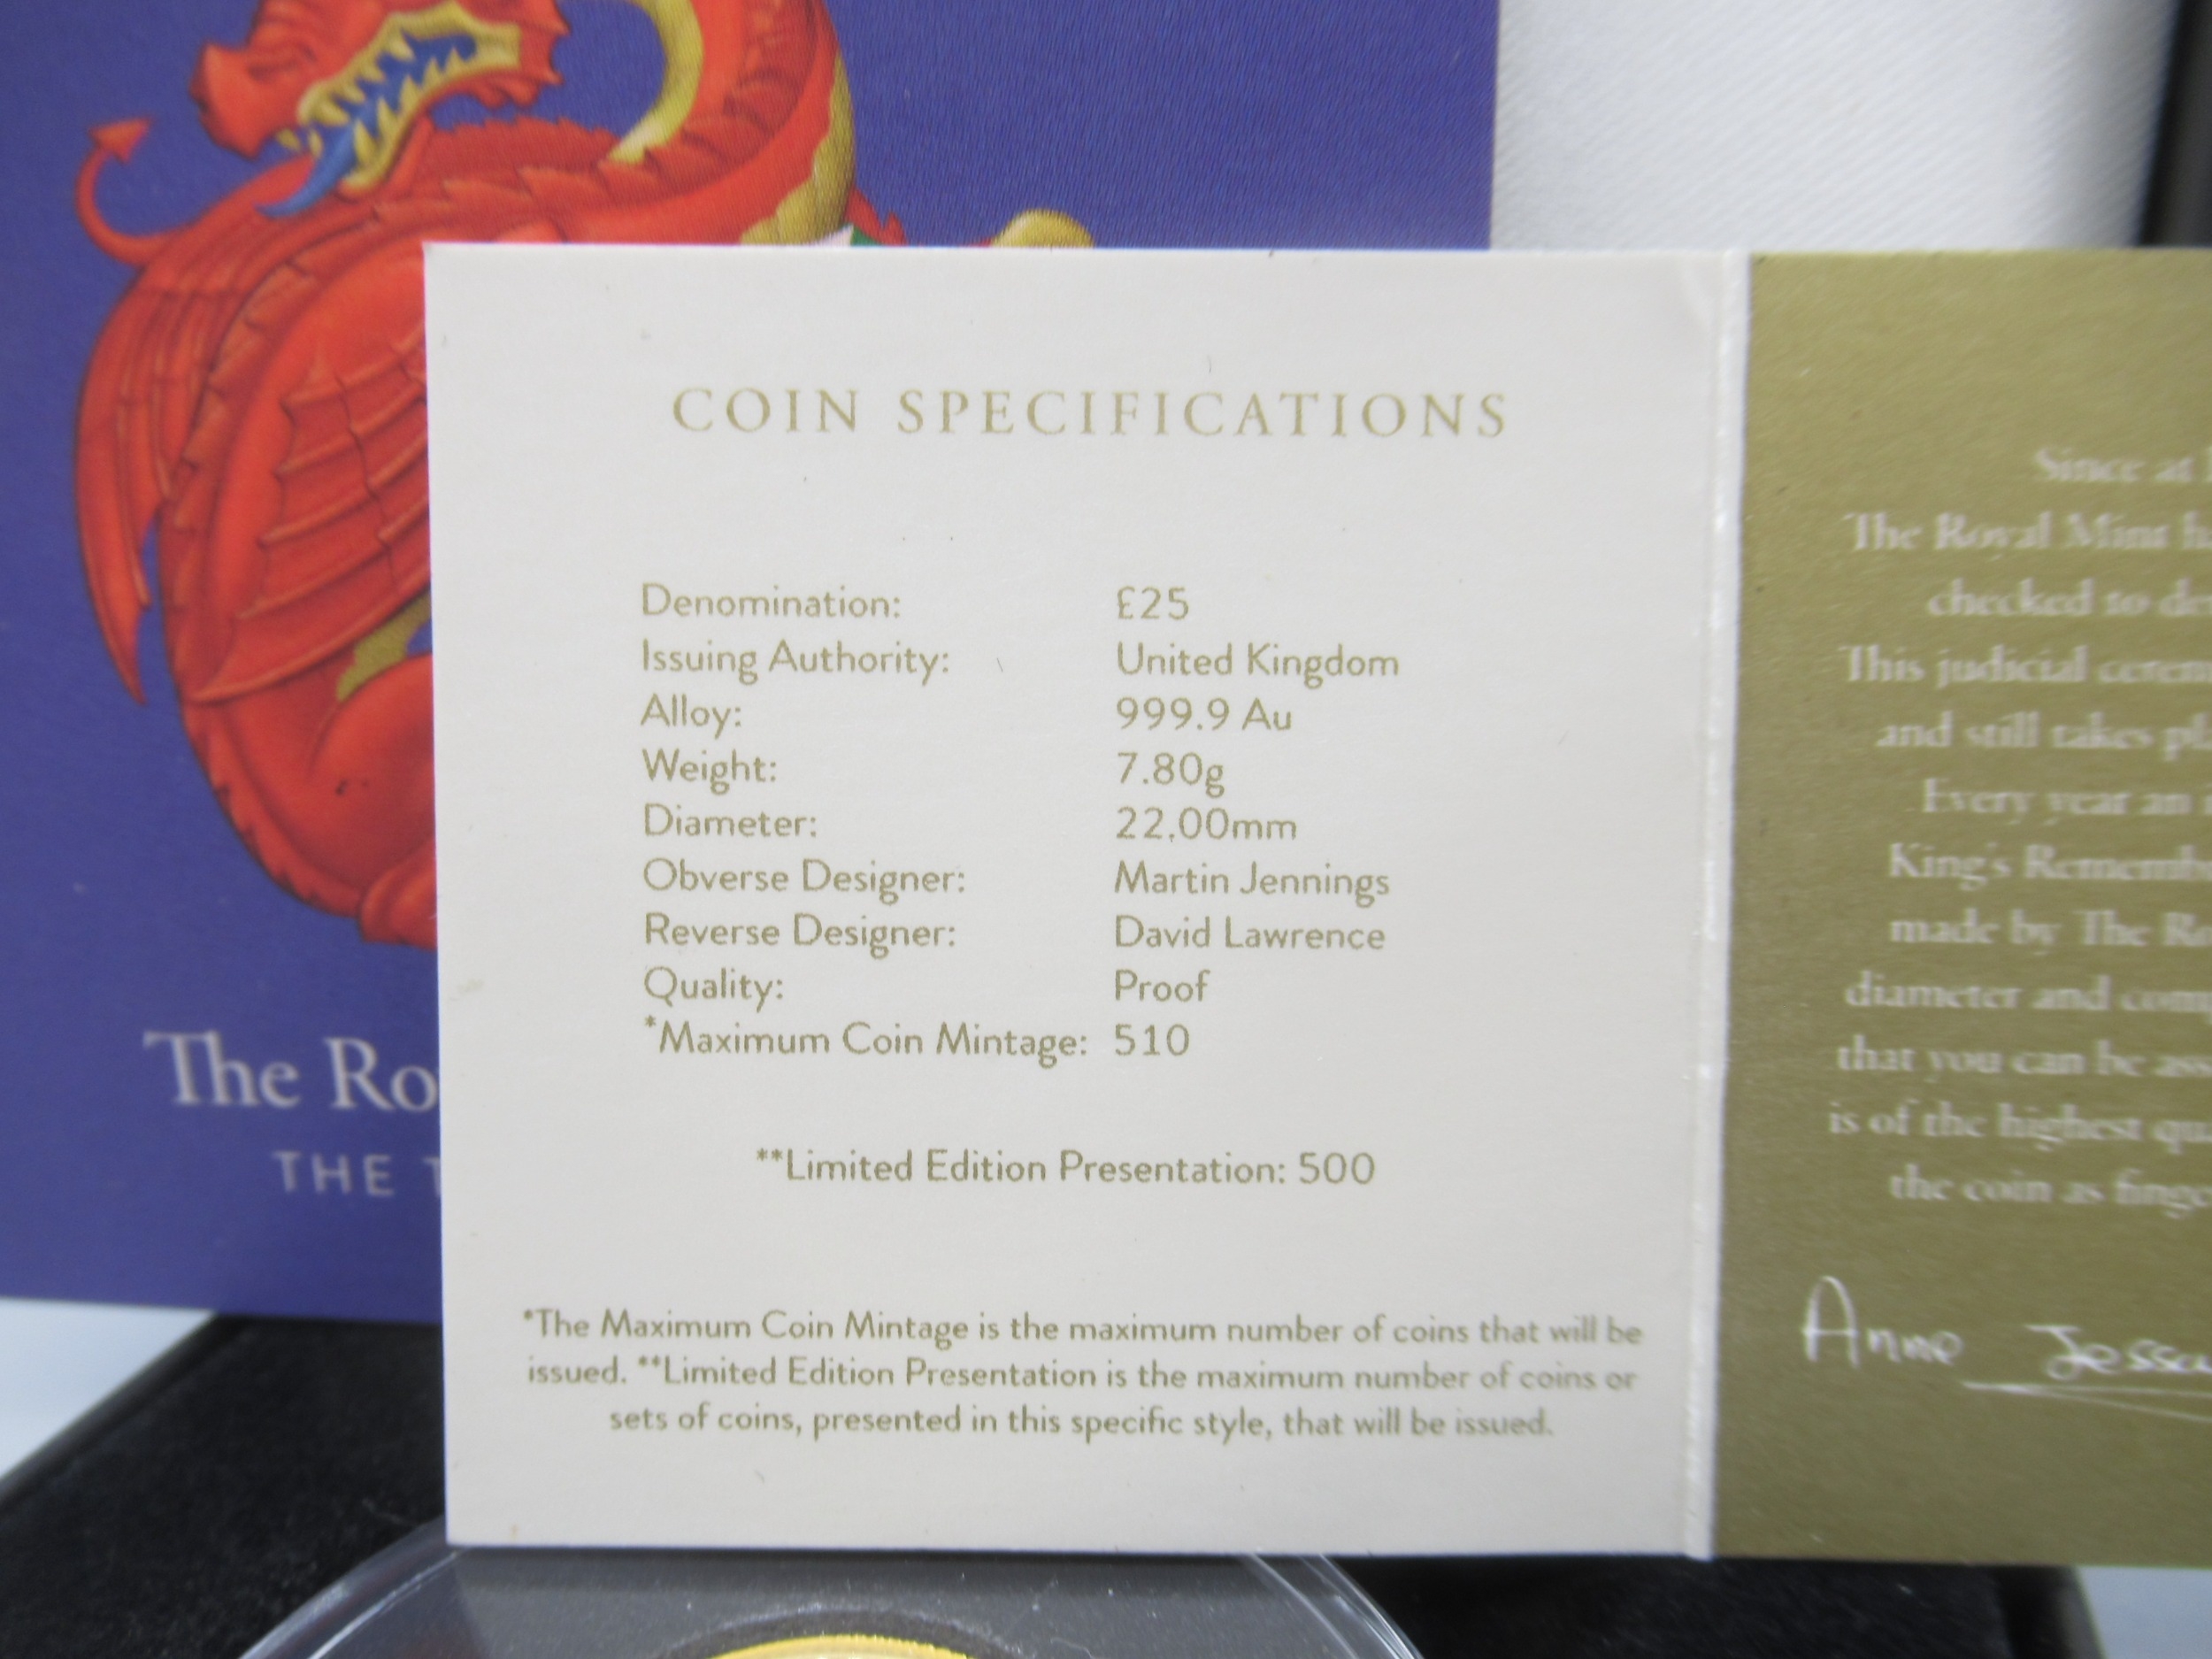 COIN SPECIFICATIONS
Denomination: £25
Issuing Authority: United Kingdom
Alloy: 999.9 Au
Weight: 7.80g
Diameter: 22.00mm
Obverse Designer: Martin Jennings
Reverse Designer: David Lawrence
Quality: Proof
*Maximum Coin Mintage: 510
**Limited Edition Presentation: 500
*The Maximum Coin Mintage is the maximum number of coins that will be
issued. **Limited Edition Presentation is the maximum number of coins or
sets of coins, presented in this specific style, that will be issued.
Since at
The Royal Mint
checked to
This judicial
and still takes
Every year an
King's
made by The
diameter and
that you can be
is of the highest
the coin as
Anne
The
THE